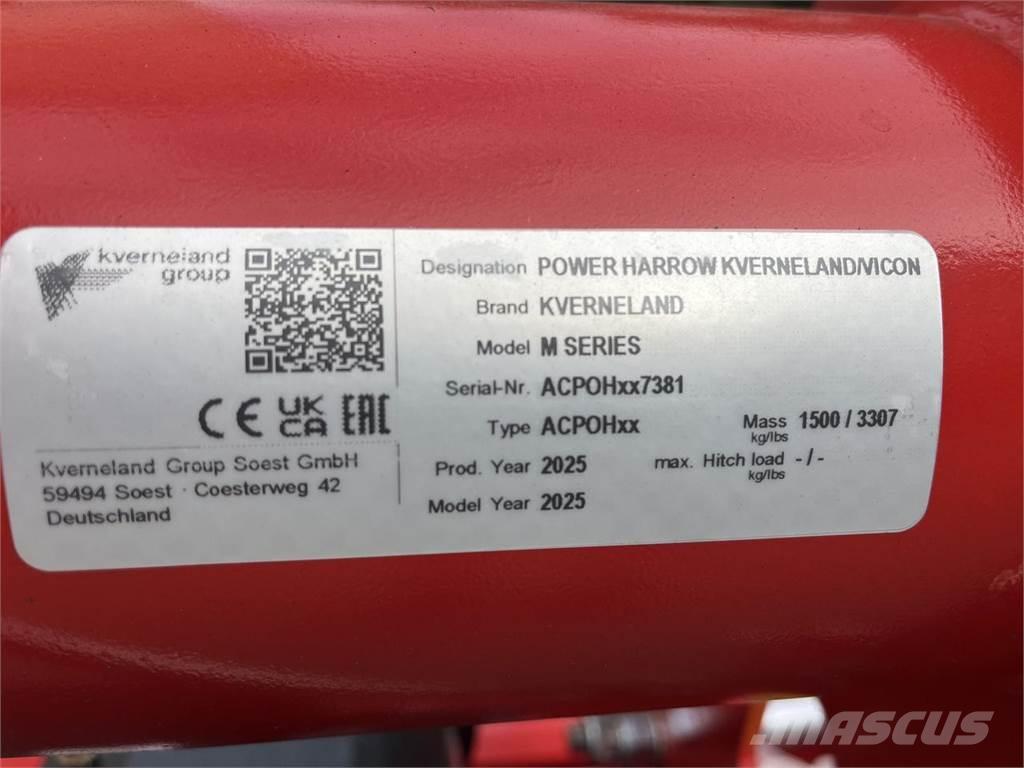 kverneland
group
CE UK CA EAC
Kverneland Group Soest GmbH
59494 Soest · Coesterweg 42
Deutschland
Designation POWER HARROW KVERNELAND/VICON
Brand KVERNELAND
Model M SERIES
Serial-Nr. ACPOHxx7381
Type ACPOHxx
Mass kg/lbs 1500 / 3307
Prod. Year 2025
max. Hitch load kg/lbs - / -
Model Year 2025
MASCUS